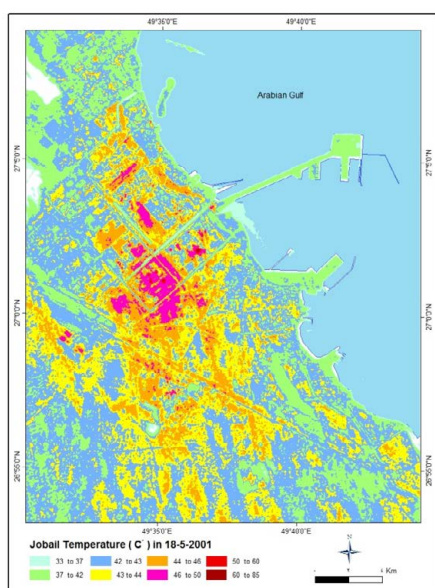 49°35'0"E 49°40'0"E
Arabian Gulf
27°5'0"N 27°5'0"N
27°0'0"N 27°0'0"N
26°55'0"N 26°55'0"N
49°35'0"E 49°40'0"E
Jobail Temperature ( C° ) in 18-5-2001
33 to 37 42 to 43 44 to 46 50 to 60
37 to 42 43 to 44 46 to 50 60 to 85
N
Km